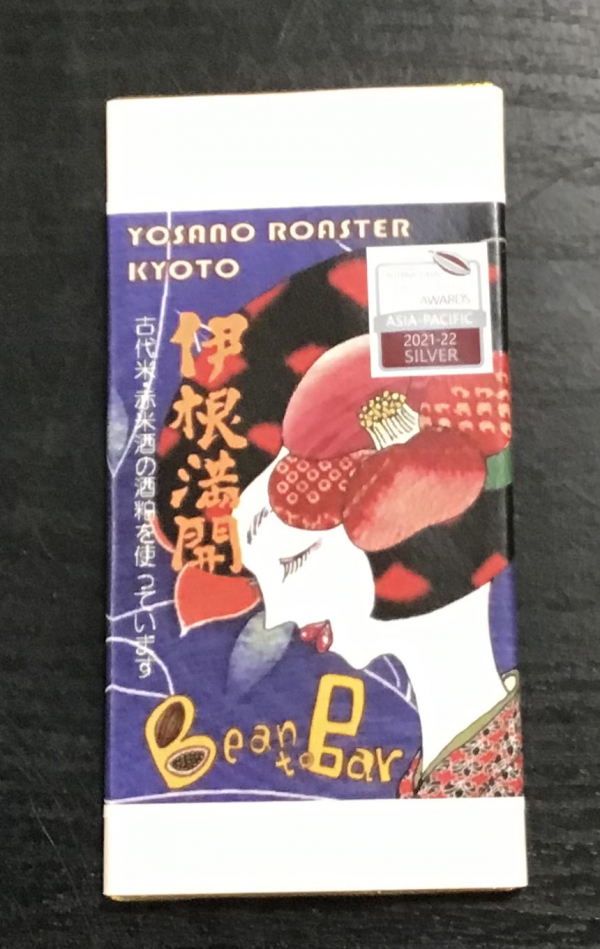 YOSANO ROASTER
KYOTO
AWARDS
ASIA-PACIFIC
2021-22
SILVER
伊根満開
古代米・赤米酒の酒粕を使っています
Bean to Bar